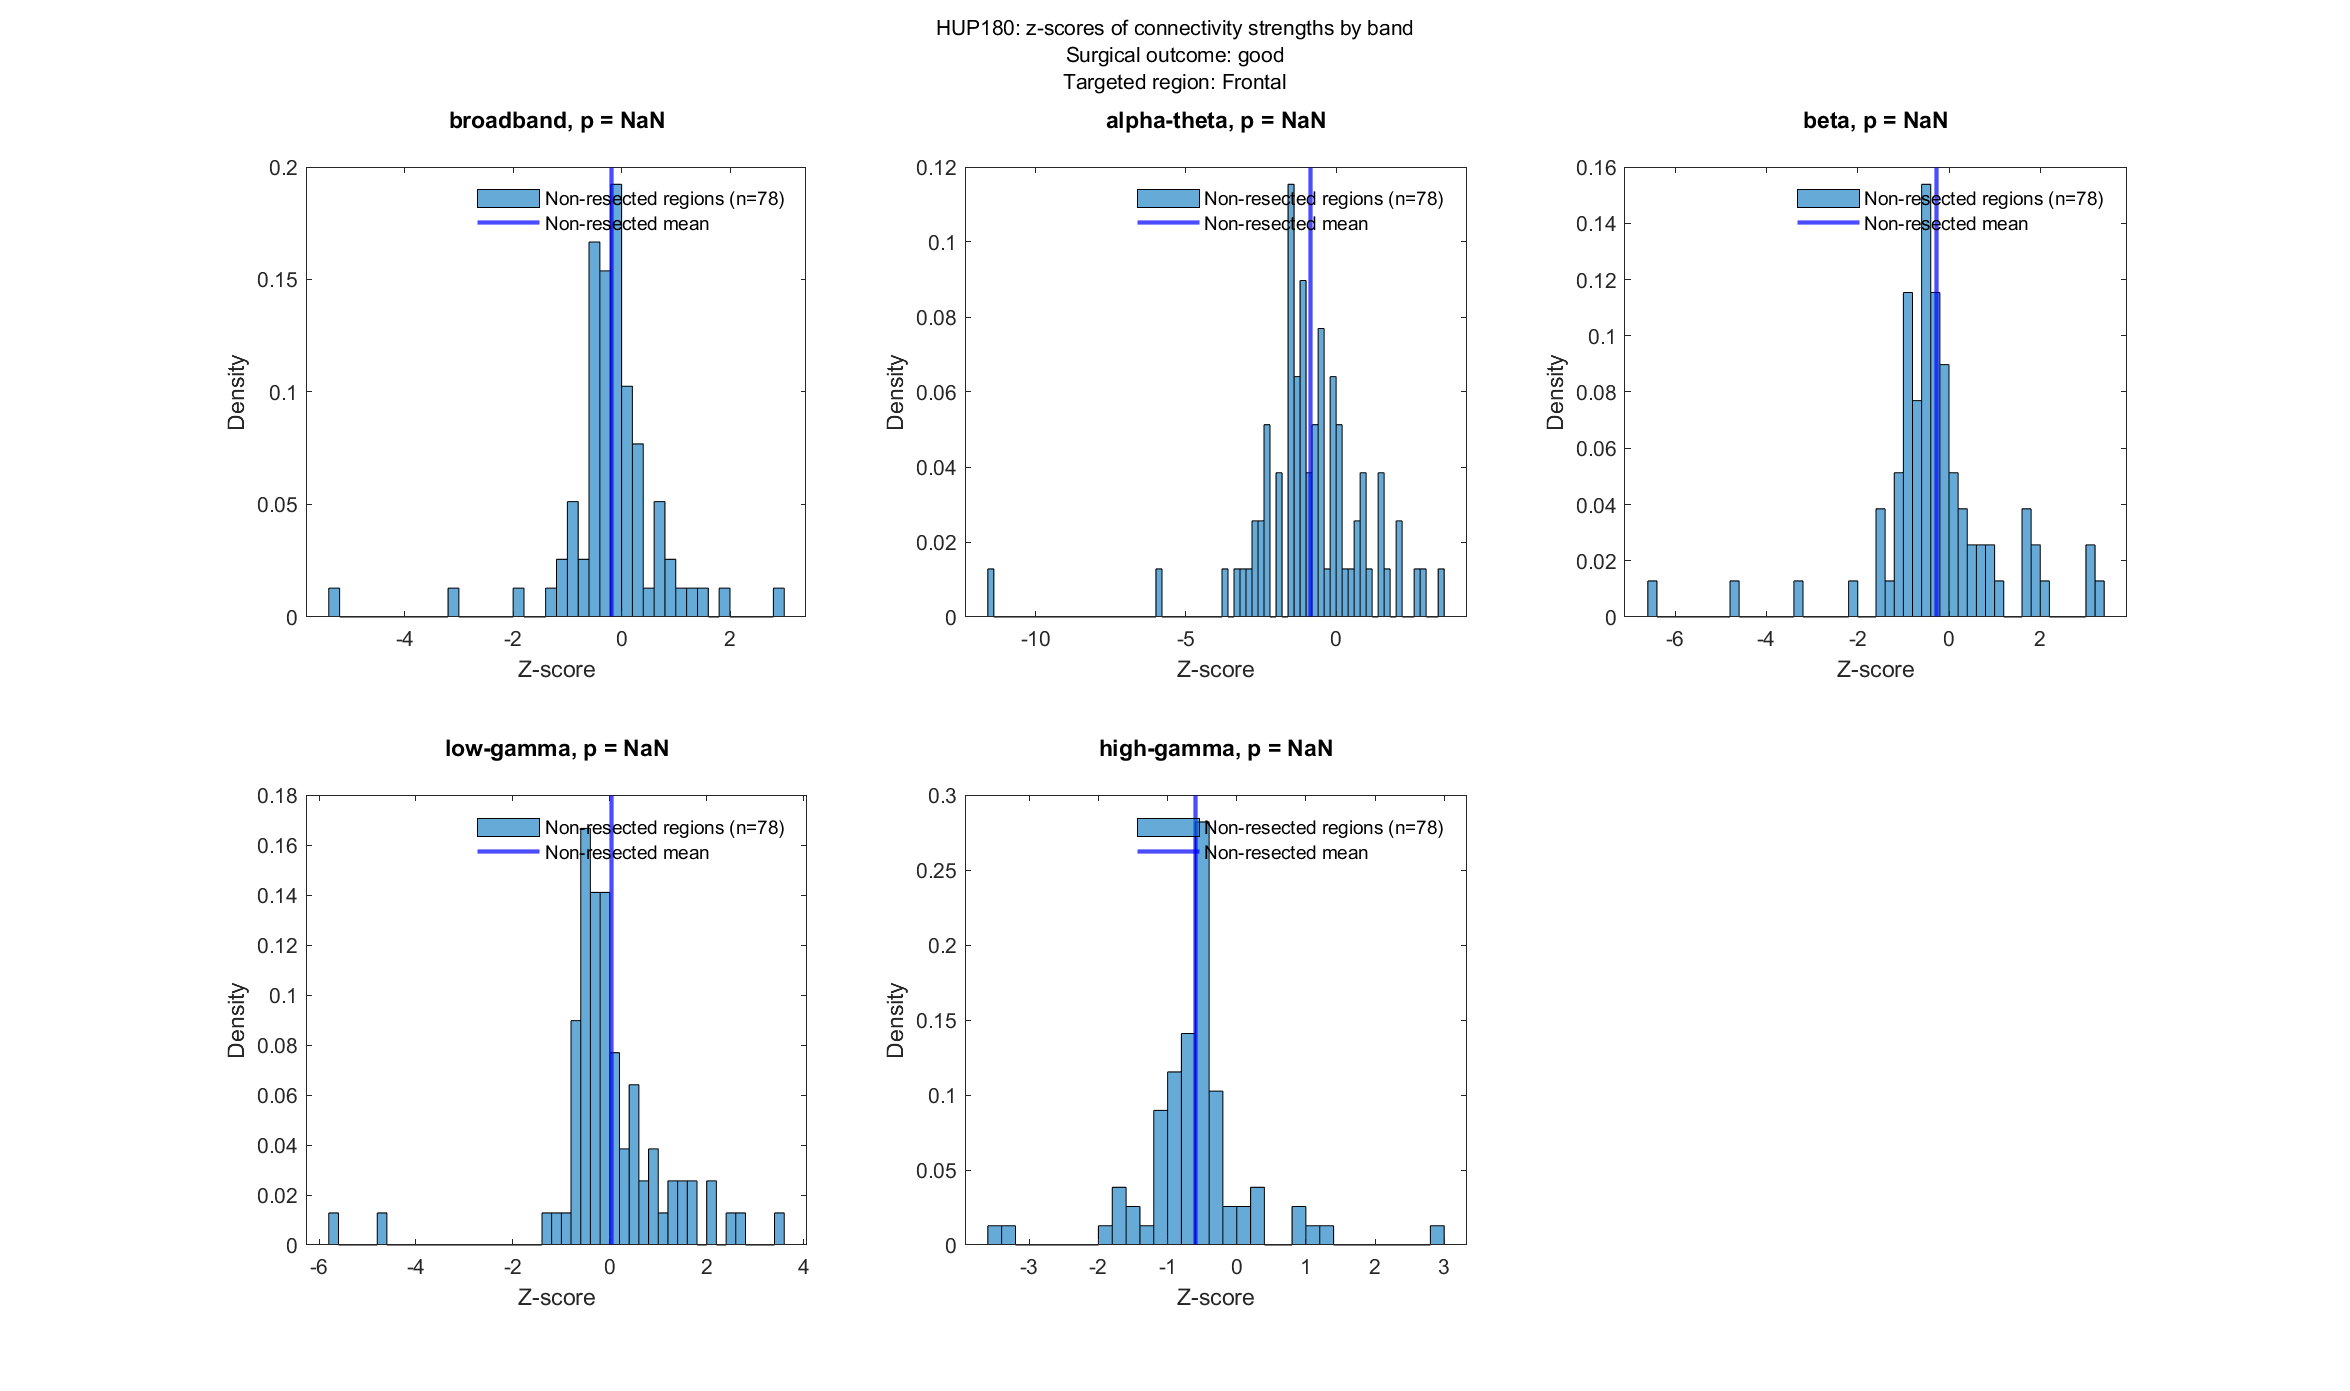 HUP180: z-scores of connectivity strengths by band
Surgical outcome: good
Targeted region: Frontal
broadband, p = NaN
0.2
0.15
0.1
0.05
0
Density
Non-resected regions (n=78)
Non-resected mean
-4 -2 0 2
Z-score
alpha-theta, p = NaN
0.12
0.1
0.08
0.06
0.04
0.02
0
Density
Non-resected regions (n=78)
Non-resected mean
-10 -5 0
Z-score
beta, p = NaN
0.16
0.14
0.12
0.1
0.08
0.06
0.04
0.02
0
Density
Non-resected regions (n=78)
Non-resected mean
-6 -4 -2 0 2
Z-score
low-gamma, p = NaN
0.18
0.16
0.14
0.12
0.1
0.08
0.06
0.04
0.02
0
Density
Non-resected regions (n=78)
Non-resected mean
-6 -4 -2 0 2 4
Z-score
high-gamma, p = NaN
0.3
0.25
0.2
0.15
0.1
0.05
0
Density
Non-resected regions (n=78)
Non-resected mean
-3 -2 -1 0 1 2 3
Z-score